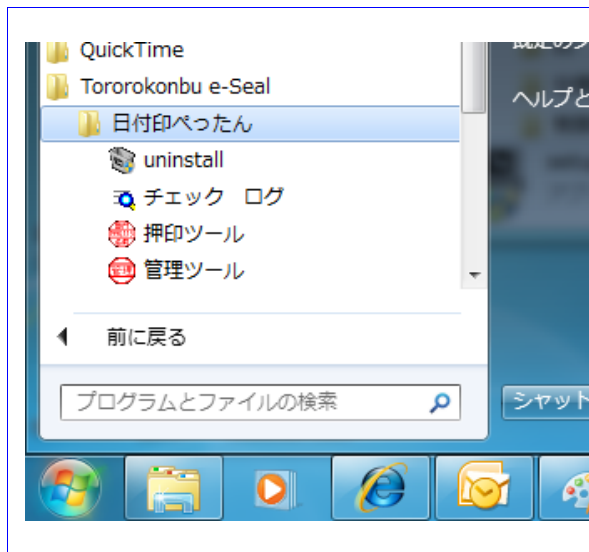 QuickTime
Tororokonbu e-Seal
日付印ぺったん
uninstall
チェック　ログ
押印ツール
管理ツール
前に戻る
プログラムとファイルの検索
ヘルプと
シャット